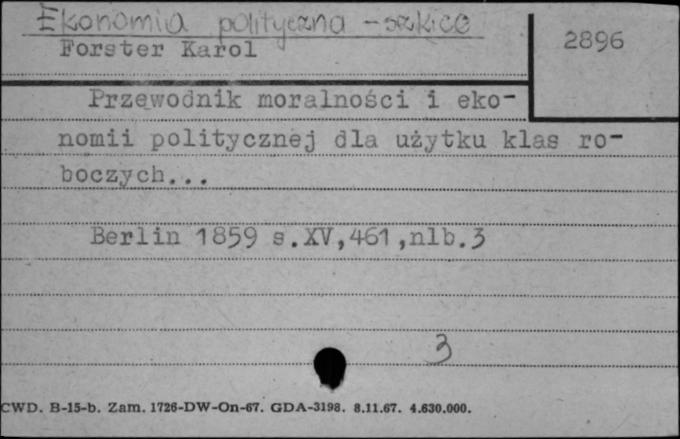 Ekonomia polityczna - szkice
Forster Karol
2896
Przewodnik moralności i eko-
nomii politycznej dla użytku klas ro-
boczych...
Berlin 1859 s.XV,461,nlb.3
3
CWD. B-15-b. Zam. 1726-DW-On-67. GDA-3198. 8.11.67. 4.630.000.